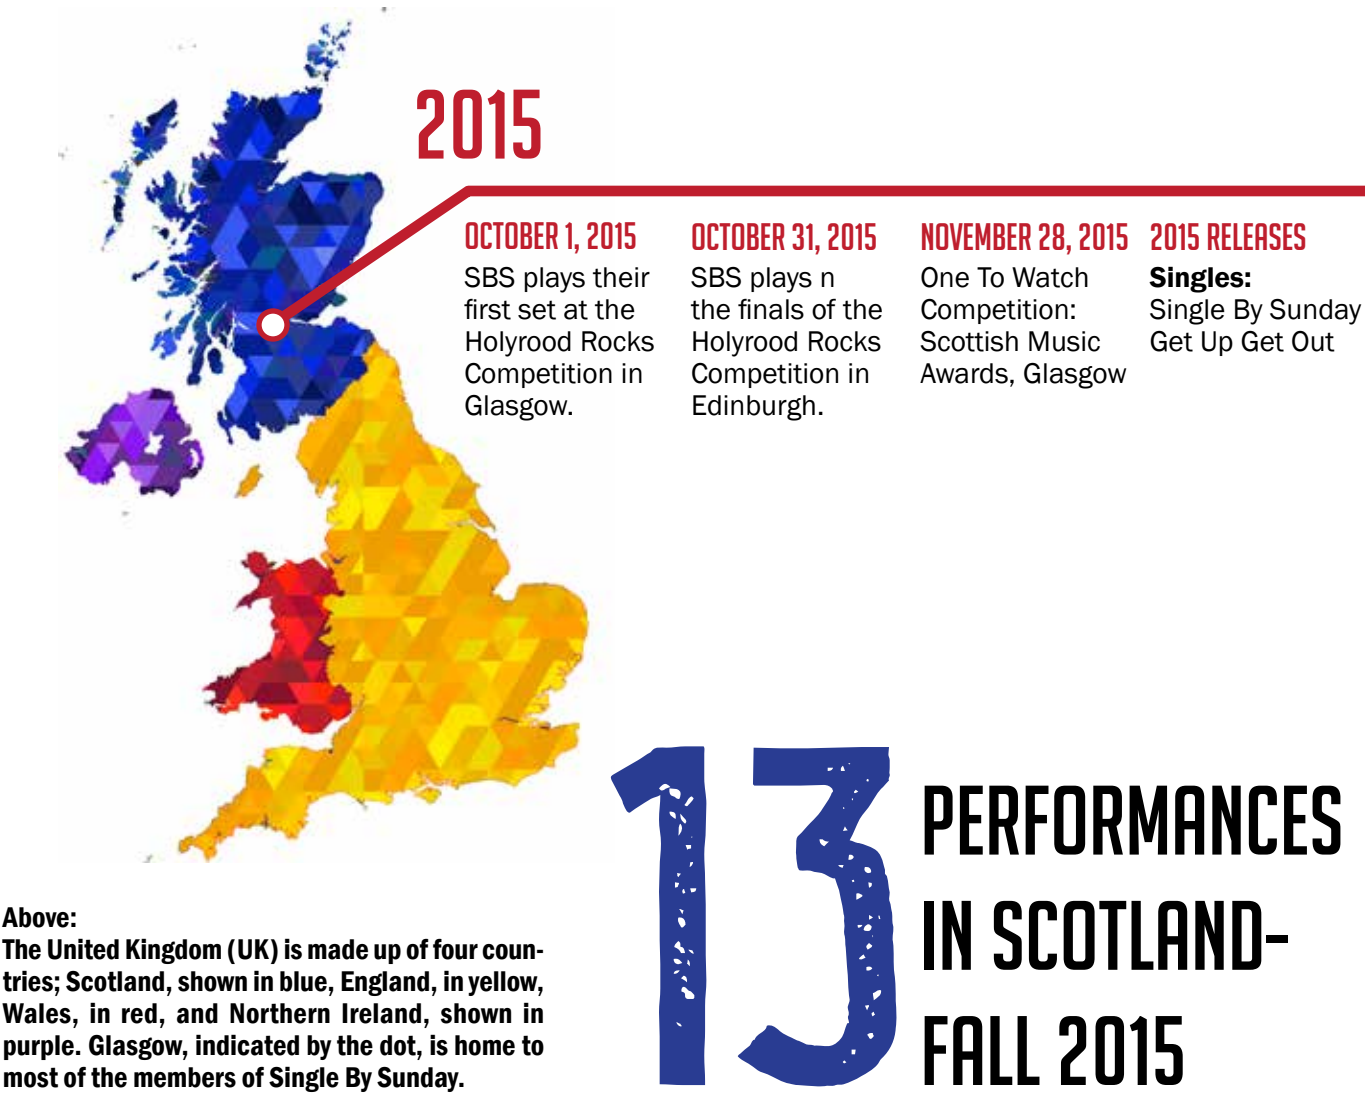 2015
OCTOBER 1, 2015
SBS plays their
first set at the
Holyrood Rocks
Competition in
Glasgow.
OCTOBER 31, 2015
SBS plays n
the finals of the
Holyrood Rocks
Competition in
Edinburgh.
NOVEMBER 28, 2015
One To Watch
Competition:
Scottish Music
Awards, Glasgow
2015 RELEASES
Singles:
Single By Sunday
Get Up Get Out
13
PERFORMANCES
IN SCOTLAND-
FALL 2015
Above:
The United Kingdom (UK) is made up of four coun-
tries; Scotland, shown in blue, England, in yellow,
Wales, in red, and Northern Ireland, shown in
purple. Glasgow, indicated by the dot, is home to
most of the members of Single By Sunday.